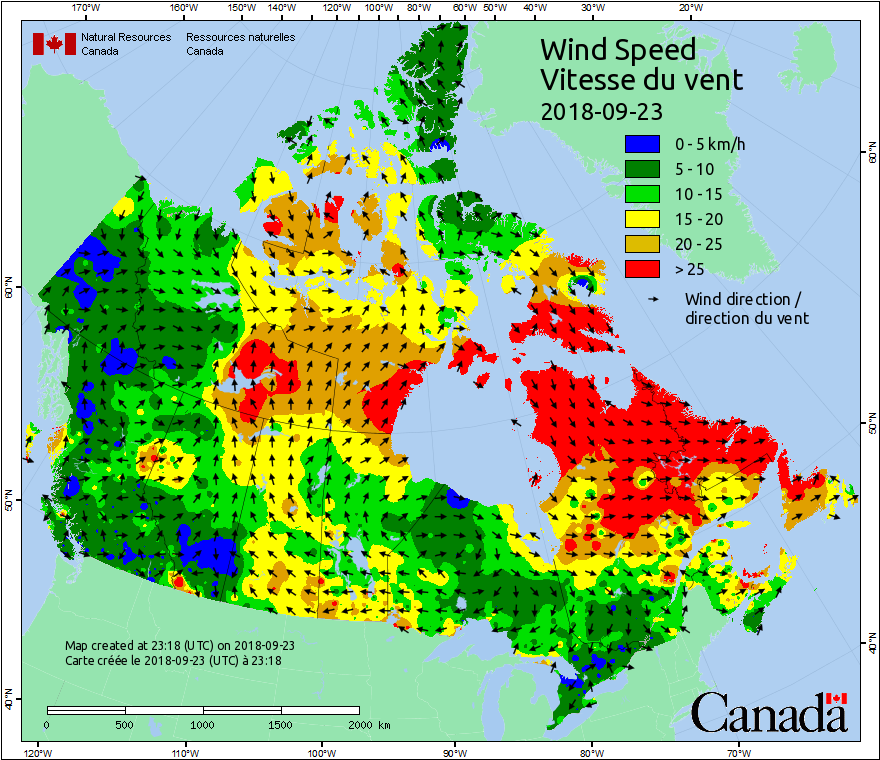 170°W 160°W 150°W 140°W 130°W 120°W 110°W 100°W 90°W 80°W 70°W 60°W 50°W 40°W 30°W 20°W
Natural Resources Ressources naturelles
Canada Canada
Wind Speed
Vitesse du vent
2018-09-23
0 - 5 km/h
5 - 10
10 - 15
15 - 20
20 - 25
> 25
Wind direction /
direction du vent
60°N
60°N
50°N
50°N
40°N
40°N
Map created at 23:18 (UTC) on 2018-09-23
Carte créée le 2018-09-23 (UTC) à 23:18
0 500 1000 1500 2000 km
Canada
120°W 110°W 100°W 90°W 80°W 70°W